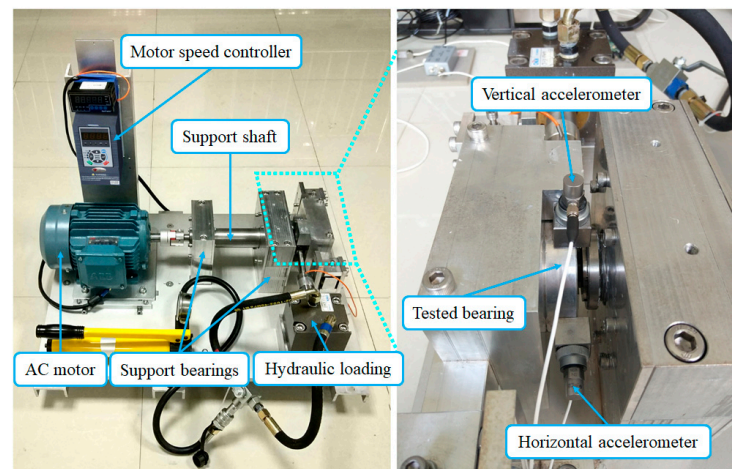 Motor speed controller
Support shaft
AC motor
Support bearings
Hydraulic loading
Vertical accelerometer
Tested bearing
Horizontal accelerometer